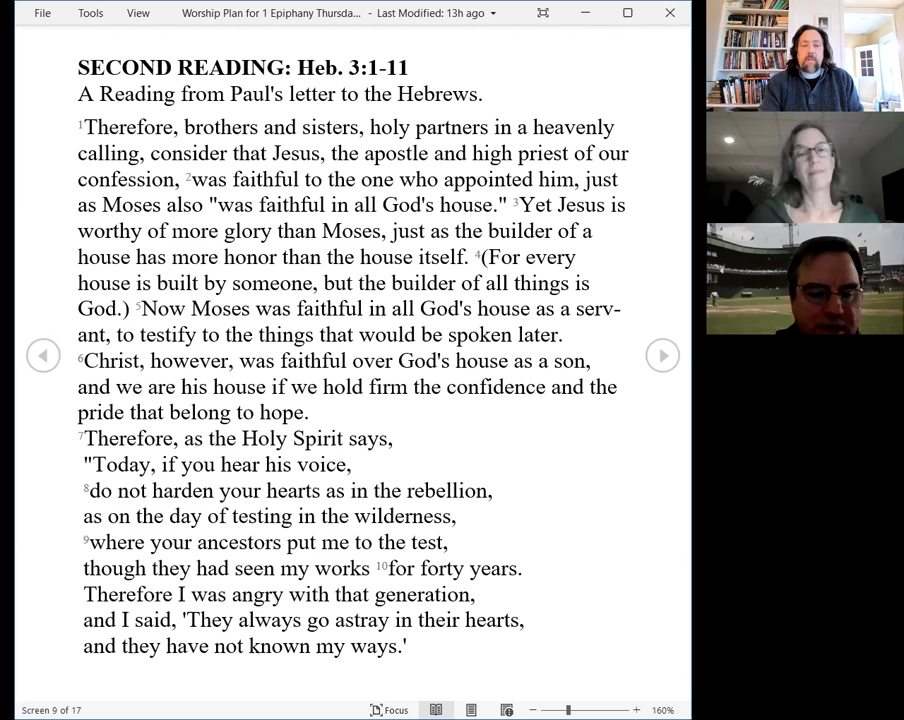 File Tools View Worship Plan for 1 Epiphany Thursda... - Last Modified: 13h ago
SECOND READING: Heb. 3:1-11
A Reading from Paul's letter to the Hebrews.
1Therefore, brothers and sisters, holy partners in a heavenly
calling, consider that Jesus, the apostle and high priest of our
confession, 2was faithful to the one who appointed him, just
as Moses also "was faithful in all God's house." 3Yet Jesus is
worthy of more glory than Moses, just as the builder of a
house has more honor than the house itself. 4(For every
house is built by someone, but the builder of all things is
God.) 5Now Moses was faithful in all God's house as a serv-
ant, to testify to the things that would be spoken later.
6Christ, however, was faithful over God's house as a son,
and we are his house if we hold firm the confidence and the
pride that belong to hope.
7Therefore, as the Holy Spirit says,
"Today, if you hear his voice,
8do not harden your hearts as in the rebellion,
as on the day of testing in the wilderness,
9where your ancestors put me to the test,
though they had seen my works 10for forty years.
Therefore I was angry with that generation,
and I said, 'They always go astray in their hearts,
and they have not known my ways.'
Screen 9 of 17 Focus 160%